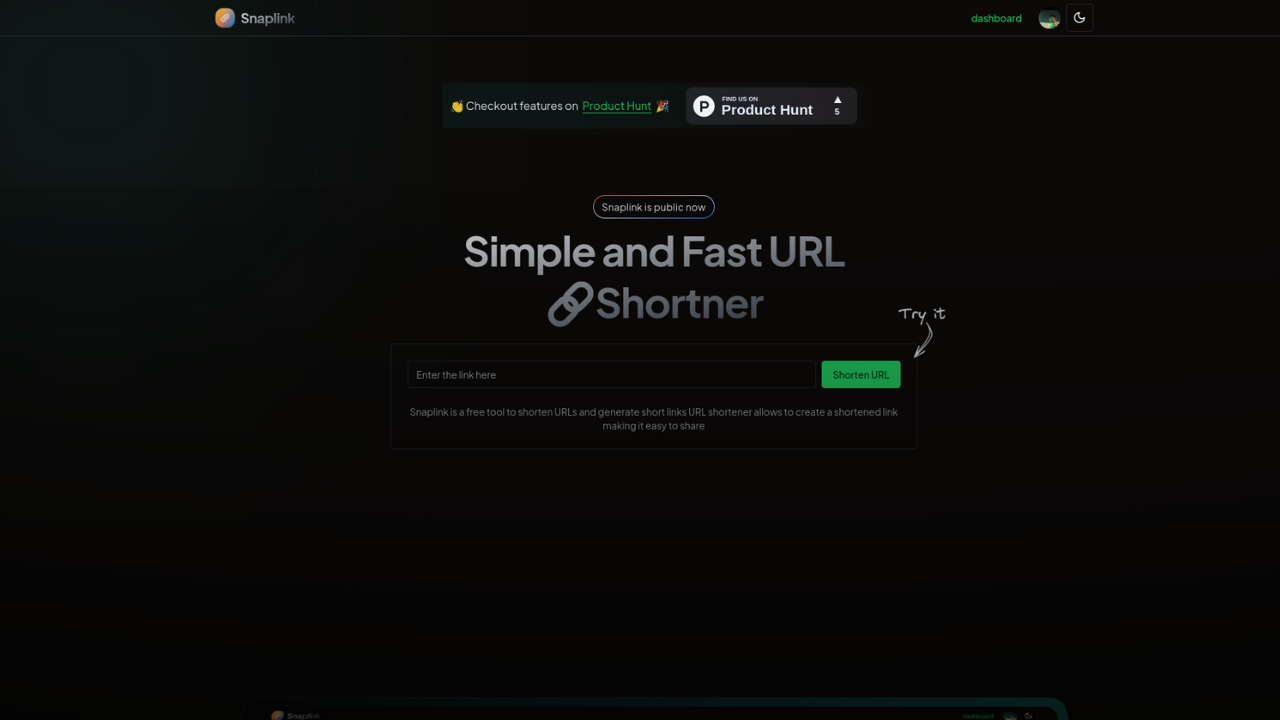 Snaplink
dashboard
👏 Checkout features on Product Hunt 🎉
FIND US ON
Product Hunt
5
Snaplink is public now
Simple and Fast URL
🔗Shortner
Try it
Enter the link here
Shorten URL
Snaplink is a free tool to shorten URLs and generate short links URL shortener allows to create a shortened link
making it easy to share
Snaplink
dashboard